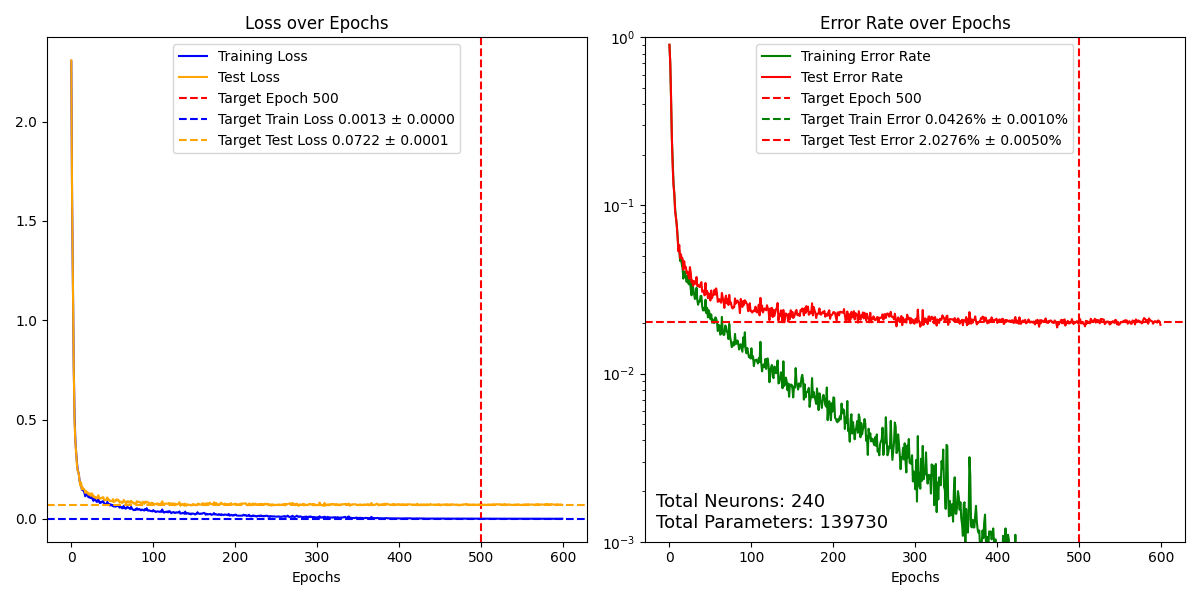 Loss over Epochs
Training Loss
Test Loss
Target Epoch 500
Target Train Loss 0.0013 ± 0.0000
Target Test Loss 0.0722 ± 0.0001
2.0
1.5
1.0
0.5
0.0
0 100 200 300 400 500 600
Epochs
Error Rate over Epochs
Training Error Rate
Test Error Rate
Target Epoch 500
Target Train Error 0.0426% ± 0.0010%
Target Test Error 2.0276% ± 0.0050%
10⁰
10⁻¹
10⁻²
10⁻³
Total Neurons: 240
Total Parameters: 139730
0 100 200 300 400 500 600
Epochs